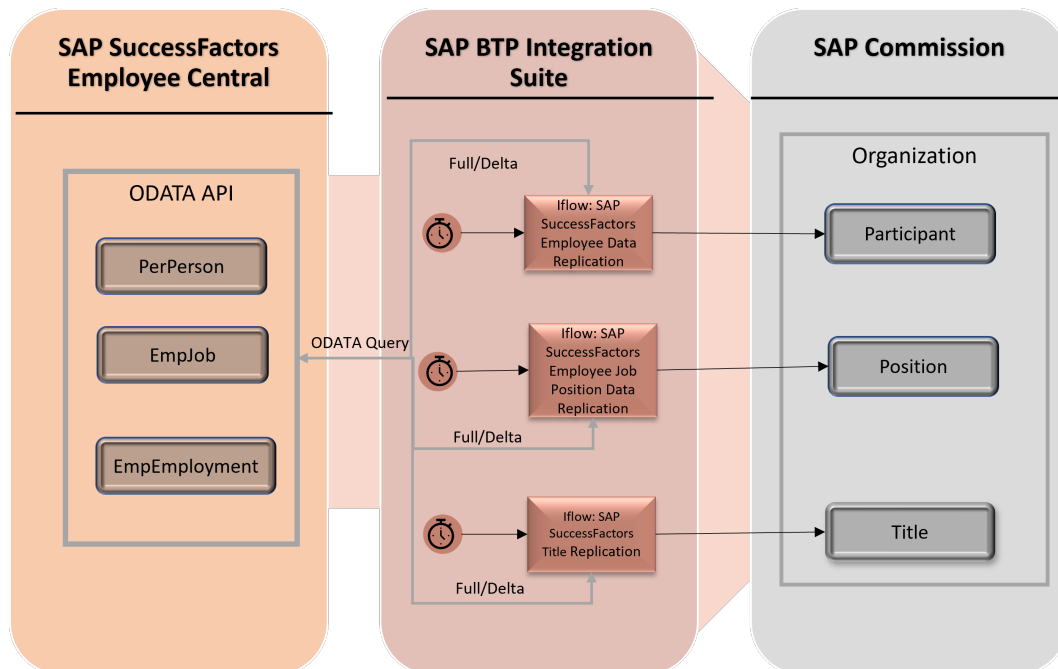 SAP SuccessFactors
Employee Central
ODATA API
PerPerson
EmpJob
EmpEmployment
ODATA Query
SAP BTP Integration
Suite
Full/Delta
Iflow: SAP
SuccessFactors
Employee Data
Replication
Iflow: SAP
SuccessFactors
Employee Job
Position Data
Replication
Full/Delta
Iflow: SAP
SuccessFactors
Title Replication
Full/Delta
SAP Commission
Organization
Participant
Position
Title